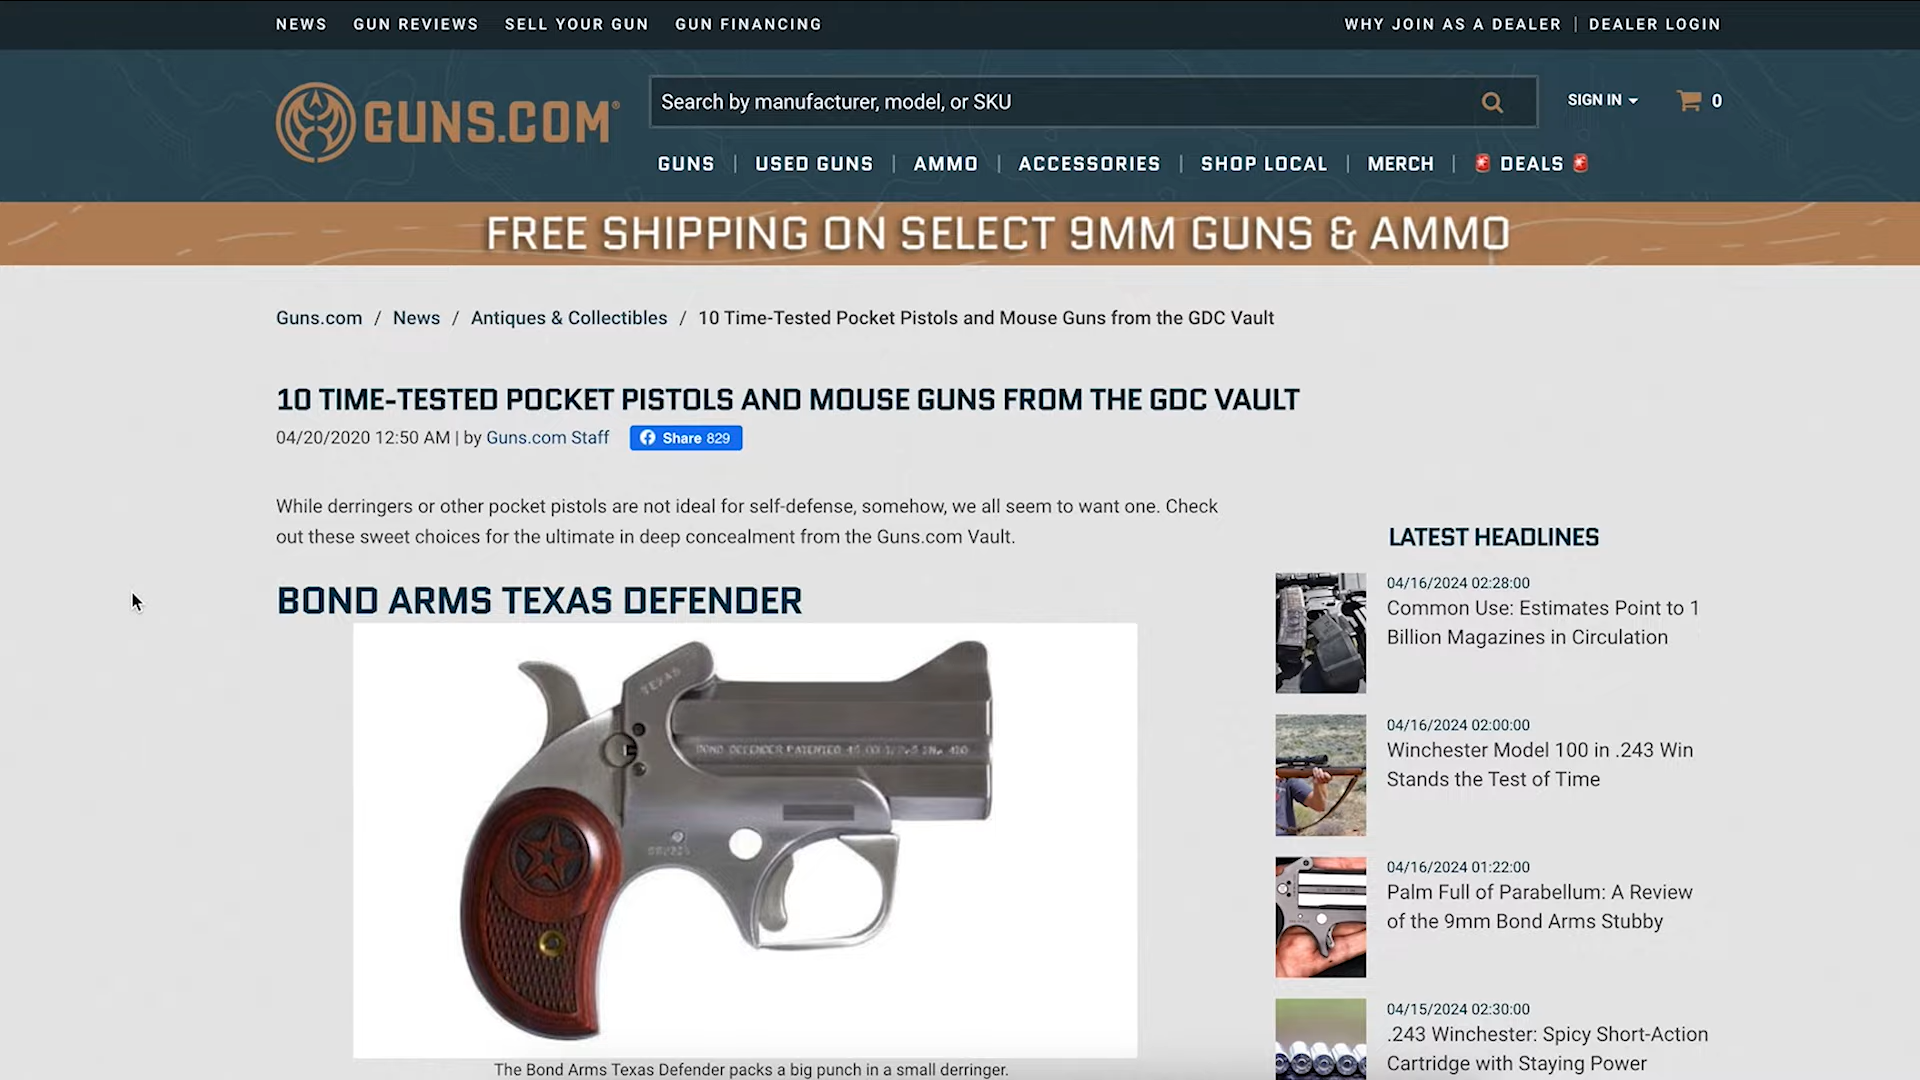 NEWS GUN REVIEWS SELL YOUR GUN GUN FINANCING WHY JOIN AS A DEALER | DEALER LOGIN
GUNS.COM®
Search by manufacturer, model, or SKU
SIGN IN 0
GUNS | USED GUNS | AMMO | ACCESSORIES | SHOP LOCAL | MERCH | DEALS
FREE SHIPPING ON SELECT 9MM GUNS & AMMO
Guns.com / News / Antiques & Collectibles / 10 Time-Tested Pocket Pistols and Mouse Guns from the GDC Vault
10 TIME-TESTED POCKET PISTOLS AND MOUSE GUNS FROM THE GDC VAULT
04/20/2020 12:50 AM | by Guns.com Staff Share 829
While derringers or other pocket pistols are not ideal for self-defense, somehow, we all seem to want one. Check
out these sweet choices for the ultimate in deep concealment from the Guns.com Vault.
BOND ARMS TEXAS DEFENDER
TEXAS
BOND DEFENDER PATENTED
The Bond Arms Texas Defender packs a big punch in a small derringer.
LATEST HEADLINES
04/16/2024 02:28:00
Common Use: Estimates Point to 1
Billion Magazines in Circulation
04/16/2024 02:00:00
Winchester Model 100 in .243 Win
Stands the Test of Time
04/16/2024 01:22:00
Palm Full of Parabellum: A Review
of the 9mm Bond Arms Stubby
04/15/2024 02:30:00
.243 Winchester: Spicy Short-Action
Cartridge with Staying Power